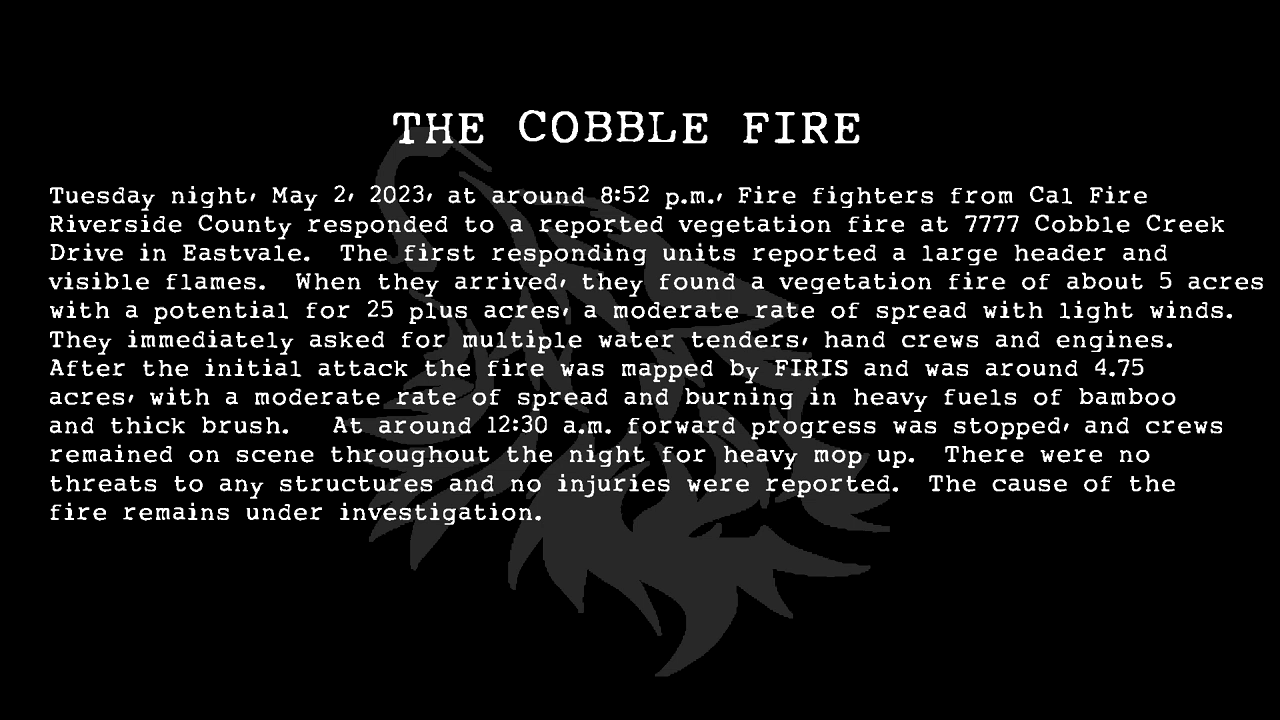 THE COBBLE FIRE
Tuesday night, May 2, 2023, at around 8:52 p.m., Fire fighters from Cal Fire
Riverside County responded to a reported vegetation fire at 7777 Cobble Creek
Drive in Eastvale.  The first responding units reported a large header and
visible flames.  When they arrived, they found a vegetation fire of about 5 acres
with a potential for 25 plus acres, a moderate rate of spread with light winds.
They immediately asked for multiple water tenders, hand crews and engines.
After the initial attack the fire was mapped by FIRIS and was around 4.75
acres, with a moderate rate of spread and burning in heavy fuels of bamboo
and thick brush.   At around 12:30 a.m. forward progress was stopped, and crews
remained on scene throughout the night for heavy mop up.  There were no
threats to any structures and no injuries were reported.  The cause of the
fire remains under investigation.